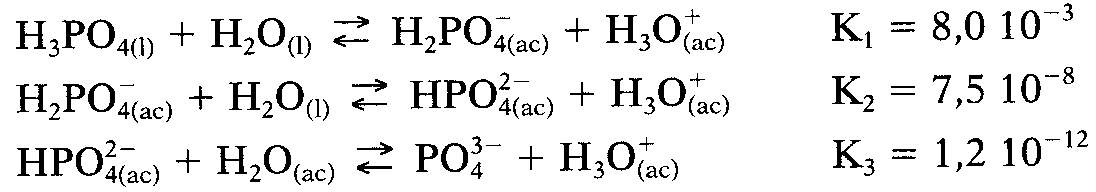 H₃PO₄₍ₗ₎ + H₂O₍ₗ₎ ⇄ H₂PO₄⁻(ac) + H₃O⁺(ac) K₁ = 8,0 10⁻³
H₂PO₄⁻(ac) + H₂O₍ₗ₎ ⇄ HPO₄²⁻(ac) + H₃O⁺(ac) K₂ = 7,5 10⁻⁸
HPO₄²⁻(ac) + H₂O(ac) ⇄ PO₄³⁻ + H₃O⁺(ac) K₃ = 1,2 10⁻¹²